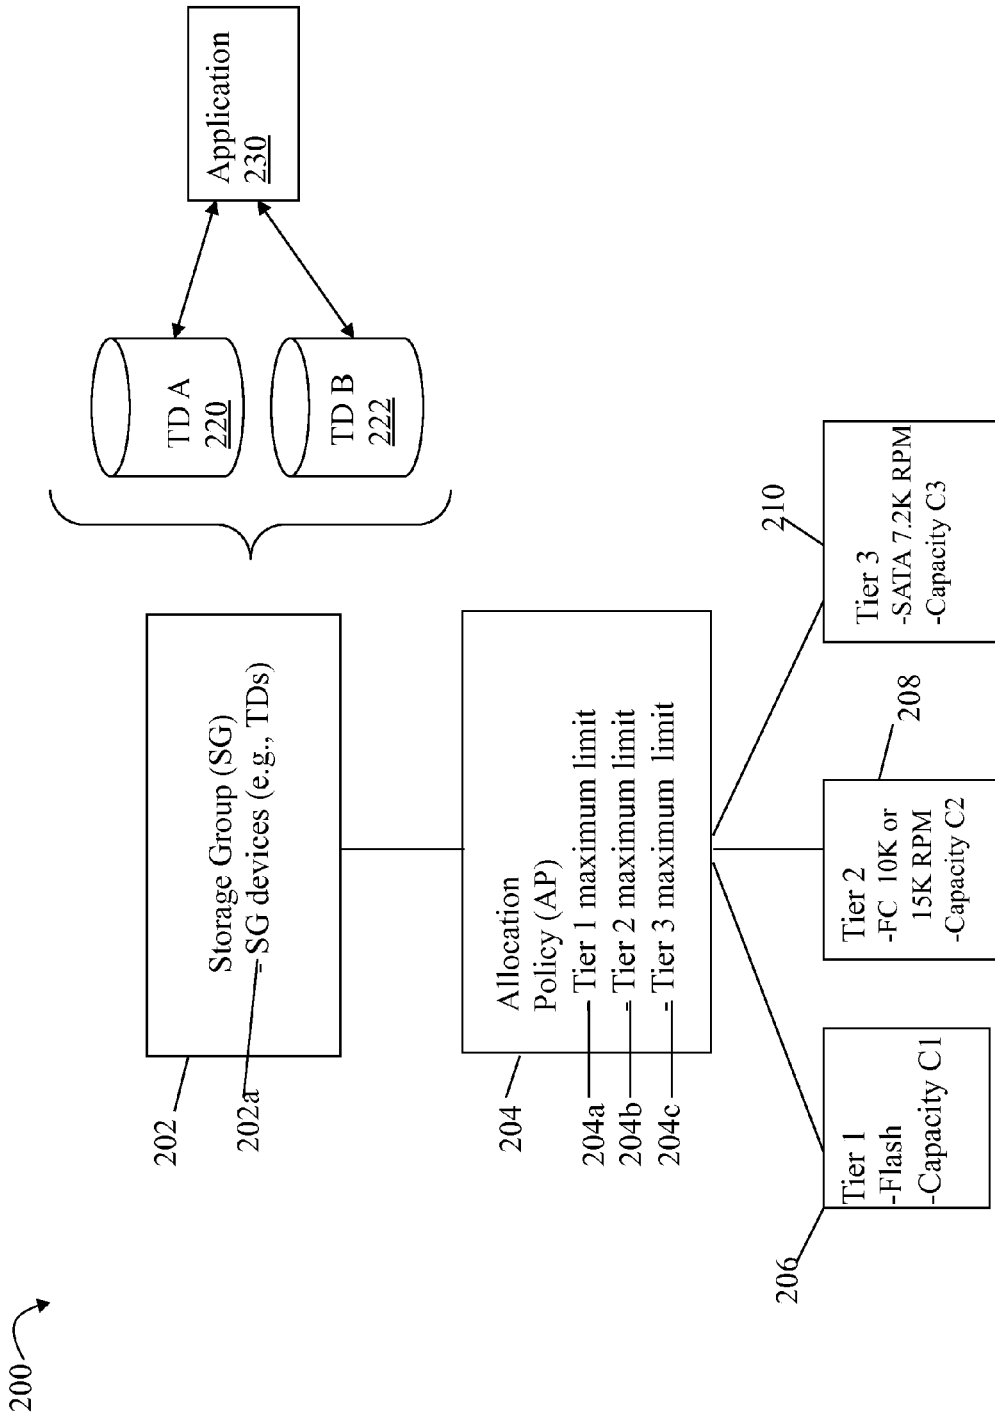 200
202
Storage Group (SG)
- SG devices (e.g., TDs)
202a
TD A
220
TD B
222
Application
230
204
Allocation
Policy (AP)
- Tier 1 maximum limit
- Tier 2 maximum limit
- Tier 3 maximum limit
204a
204b
204c
206
Tier 1
-Flash
-Capacity C1
Tier 2
-FC 10K or
15K RPM
-Capacity C2
208
Tier 3
-SATA 7.2K RPM
-Capacity C3
210